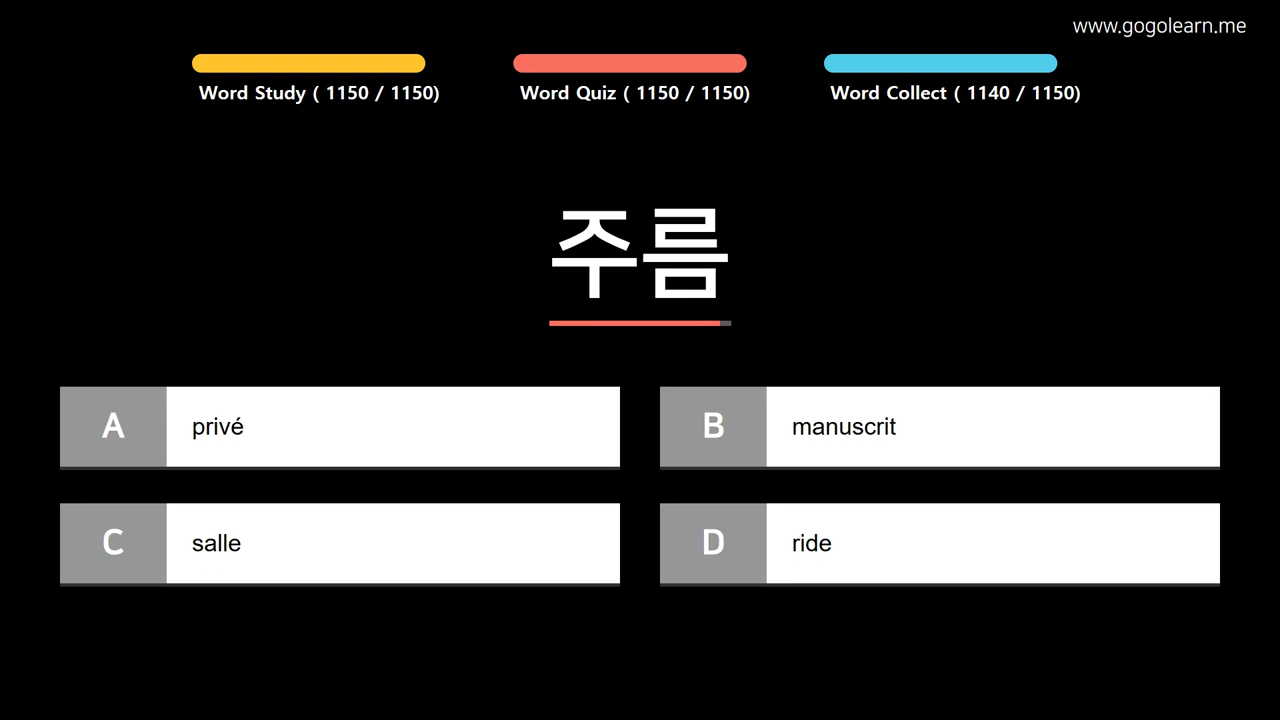 www.gogolearn.me
Word Study ( 1150 / 1150)
Word Quiz ( 1150 / 1150)
Word Collect ( 1140 / 1150)
주름
A privé
B manuscrit
C salle
D ride